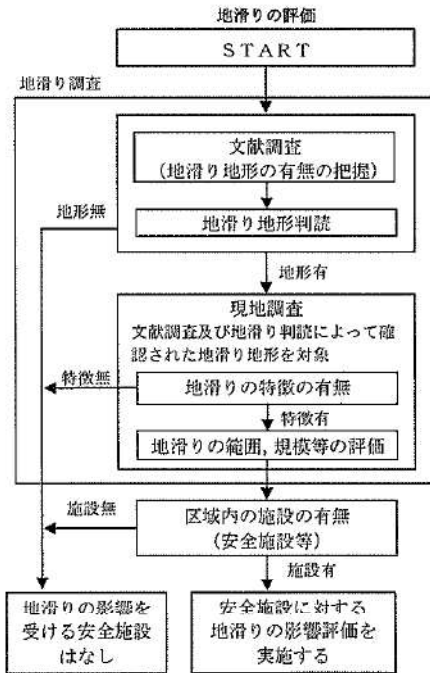 地滑りの評価
START
地滑り調査
文献調査
(地滑り地形の有無の把握)
地形無
地滑り地形判読
地形有
現地調査
文献調査及び地滑り判読によって確
認された地滑り地形を対象
特徴無
地滑りの特徴の有無
特徴有
地滑りの範囲,規模等の評価
施設無
区域内の施設の有無
(安全施設等)
施設有
地滑りの影響を
受ける安全施設
はなし
安全施設に対する
地滑りの影響評価を
実施する